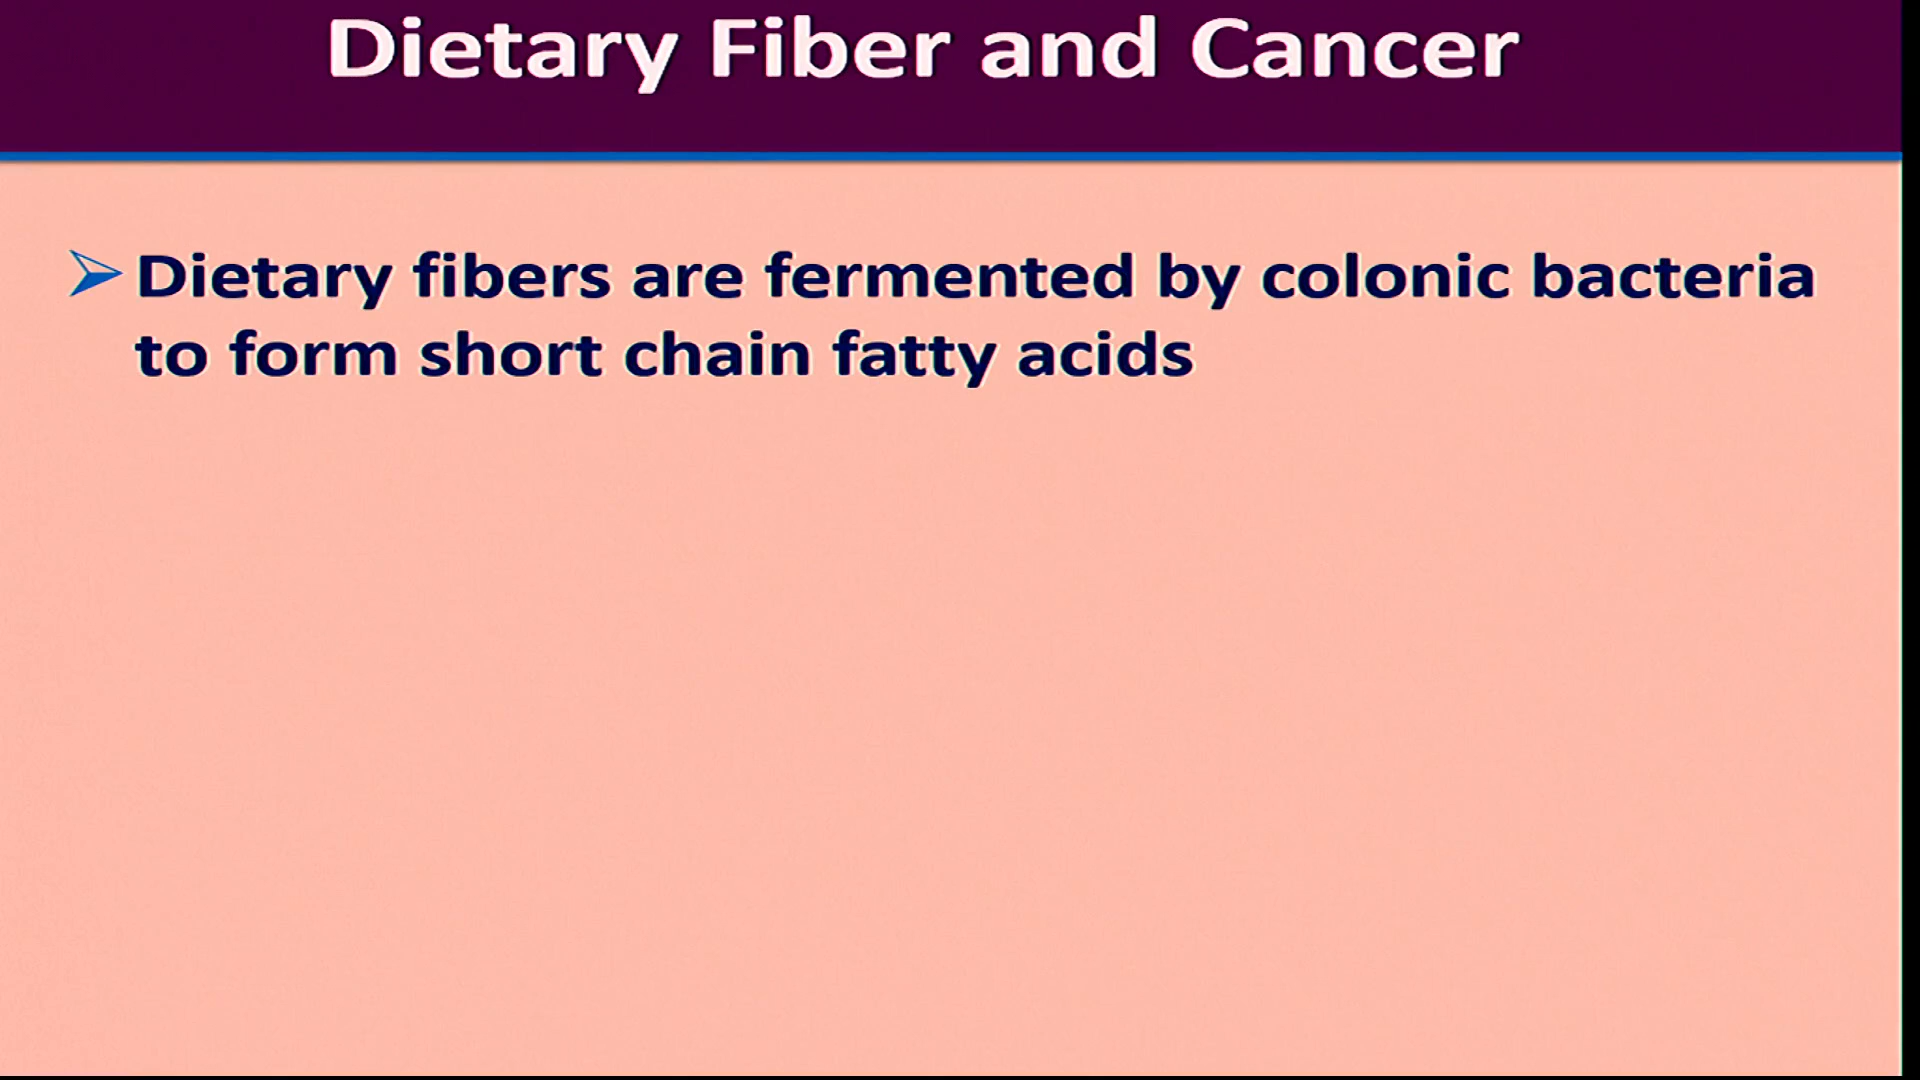 Dietary Fiber and Cancer
Dietary fibers are fermented by colonic bacteria
to form short chain fatty acids